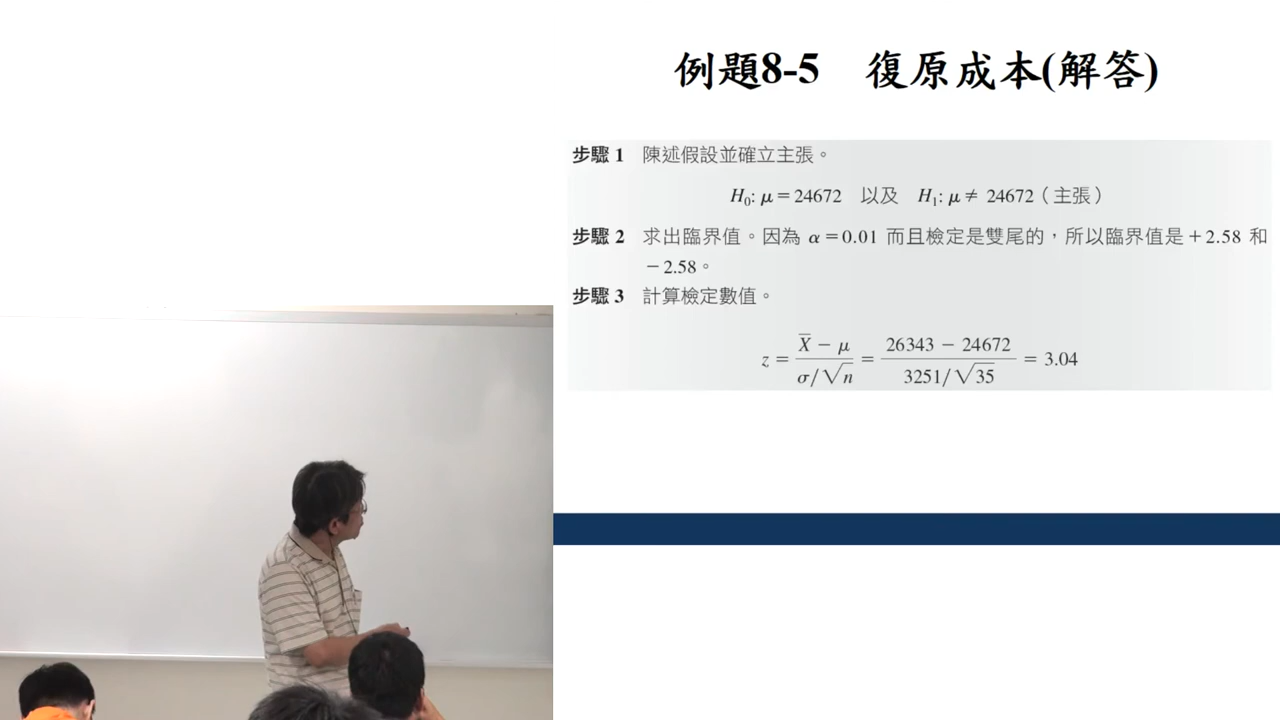 例題8-5 復原成本(解答)
步驟 1 陳述假設並確立主張。
H₀: μ = 24672 以及 H₁: μ ≠ 24672（主張）
步驟 2 求出臨界值。因為 α = 0.01 而且檢定是雙尾的，所以臨界值是 + 2.58 和
− 2.58。
步驟 3 計算檢定數值。
z = (X̄ − μ) / (σ/√n) = (26343 − 24672) / (3251/√35) = 3.04